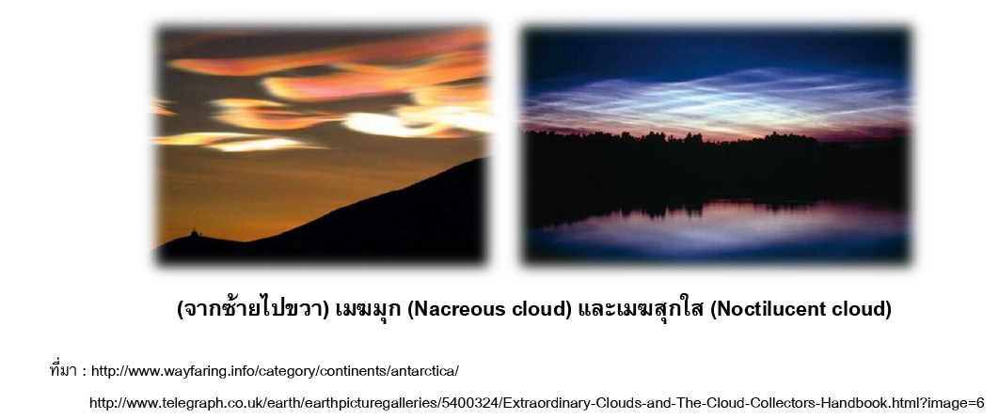 (จากซ้ายไปขวา) เมฆมุก (Nacreous cloud) และเมฆสุกใส (Noctilucent cloud)
ที่มา : http://www.wayfaring.info/category/continents/antarctica/
http://www.telegraph.co.uk/earth/earthpicturegalleries/5400324/Extraordinary-Clouds-and-The-Cloud-Collectors-Handbook.html?image=6